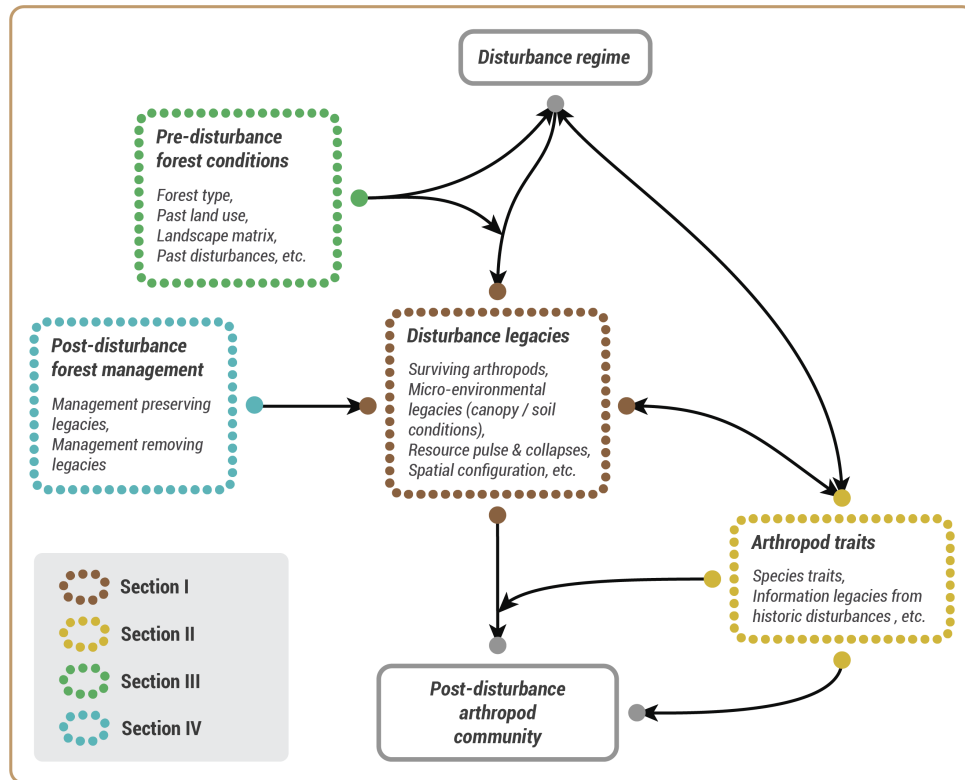 Disturbance regime
Pre-disturbance
forest conditions
Forest type,
Past land use,
Landscape matrix,
Past disturbances, etc.
Post-disturbance
forest management
Management preserving
legacies,
Management removing
legacies
Disturbance legacies
Surviving arthropods,
Micro-environmental
legacies (canopy / soil
conditions),
Resource pulse & collapses,
Spatial configuration, etc.
Arthropod traits
Species traits,
Information legacies from
historic disturbances , etc.
Section I
Section II
Section III
Section IV
Post-disturbance
arthropod
community